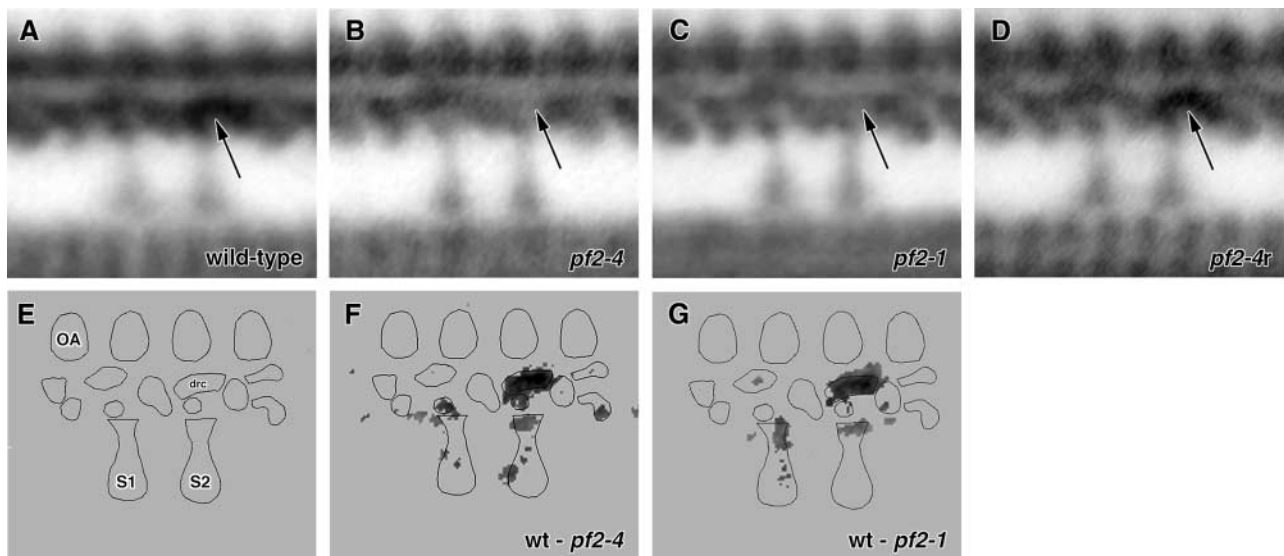 A
wild-type
B
pf2-4
C
pf2-1
D
pf2-4r
E
OA
drc
S1
S2
F
wt - pf2-4
G
wt - pf2-1